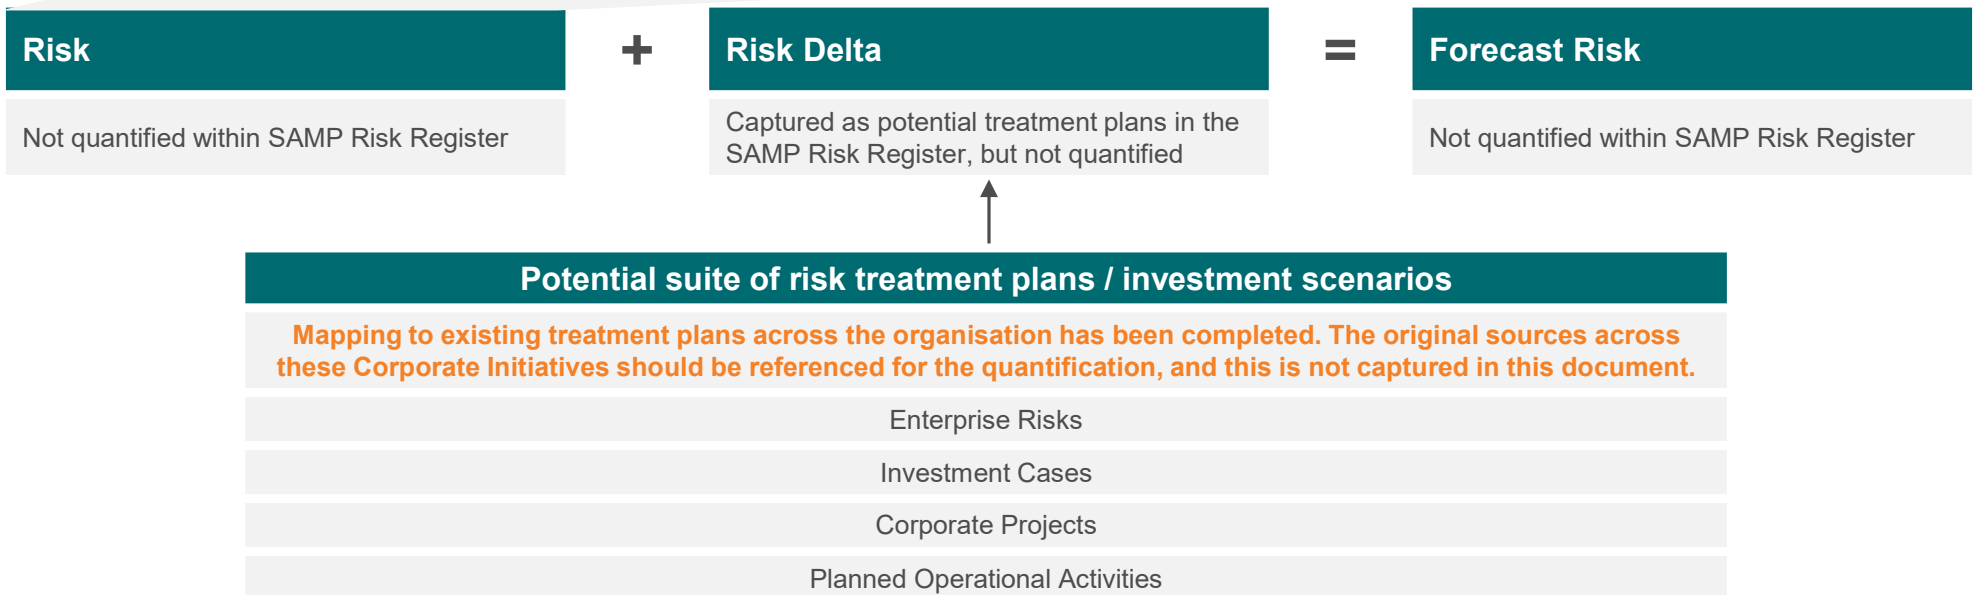 Risk
+
Risk Delta
=
Forecast Risk
Not quantified within SAMP Risk Register
Captured as potential treatment plans in the
SAMP Risk Register, but not quantified
Not quantified within SAMP Risk Register
Potential suite of risk treatment plans / investment scenarios
Mapping to existing treatment plans across the organisation has been completed. The original sources across
these Corporate Initiatives should be referenced for the quantification, and this is not captured in this document.
Enterprise Risks
Investment Cases
Corporate Projects
Planned Operational Activities